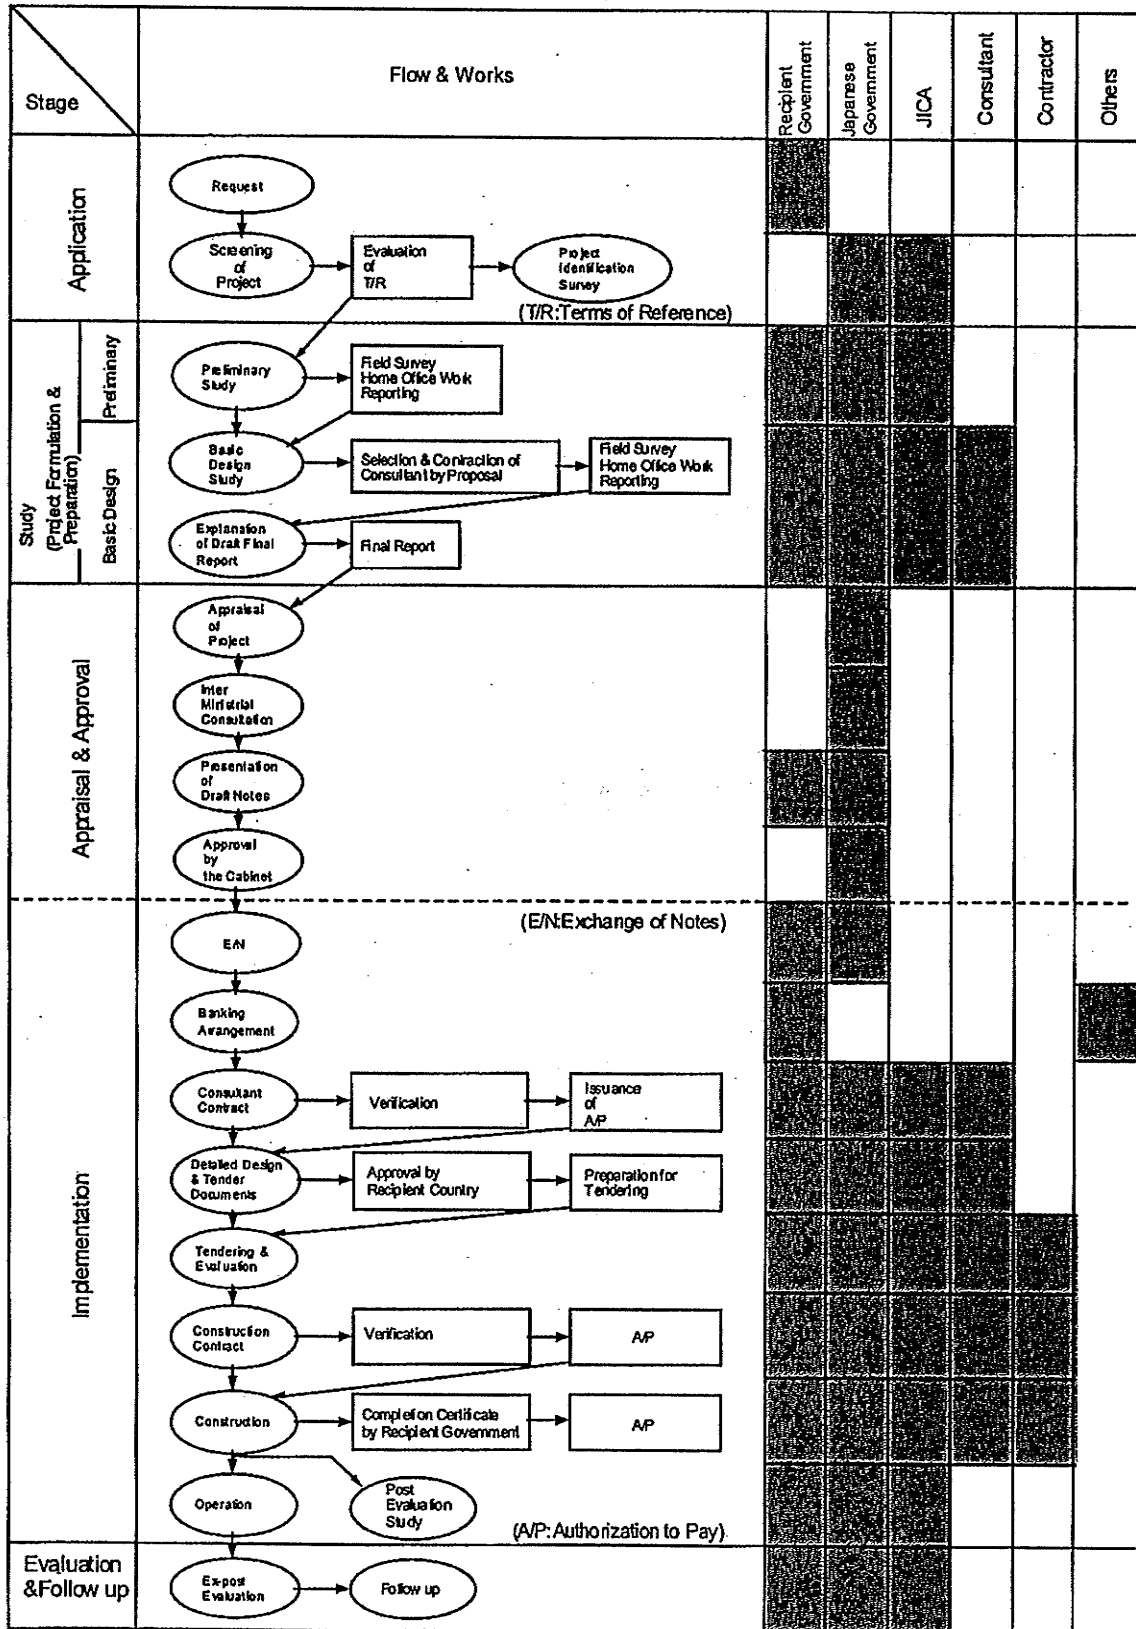 Stage
Flow & Works
Recipient
Government
Japanese
Government
JICA
Consultant
Contractor
Others
Application
Request
Screening
of
Project
Evaluation
of
T/R
Project
Identification
Survey
(T/R:Terms of Reference)
Study
(Project Formulation &
Preparation)
Preliminary
Preliminary
Study
Field Survey
Home Office Work
Reporting
Basic Design
Basic
Design
Study
Selection & Contraction of
Consultant by Proposal
Field Survey
Home Office Work
Reporting
Explanation
of Draft Final
Report
Final Report
Appraisal & Approval
Appraisal
of
Project
Inter
Ministrial
Consultation
Presentation
of
Draft Notes
Approval
by
the Cabinet
Implementation
(E/N:Exchange of Notes)
E/N
Banking
Arrangement
Consultant
Contract
Verification
Issuance
of
A/P
Detailed Design
& Tender
Documents
Approval by
Recipient Country
Preparation for
Tendering
Tendering &
Evaluation
Construction
Contract
Verification
A/P
Construction
Completion Certificate
by Recipient Government
A/P
Operation
Post
Evaluation
Study
(A/P:Authorization to Pay)
Evaluation
&Follow up
Ex-post
Evaluation
Follow up